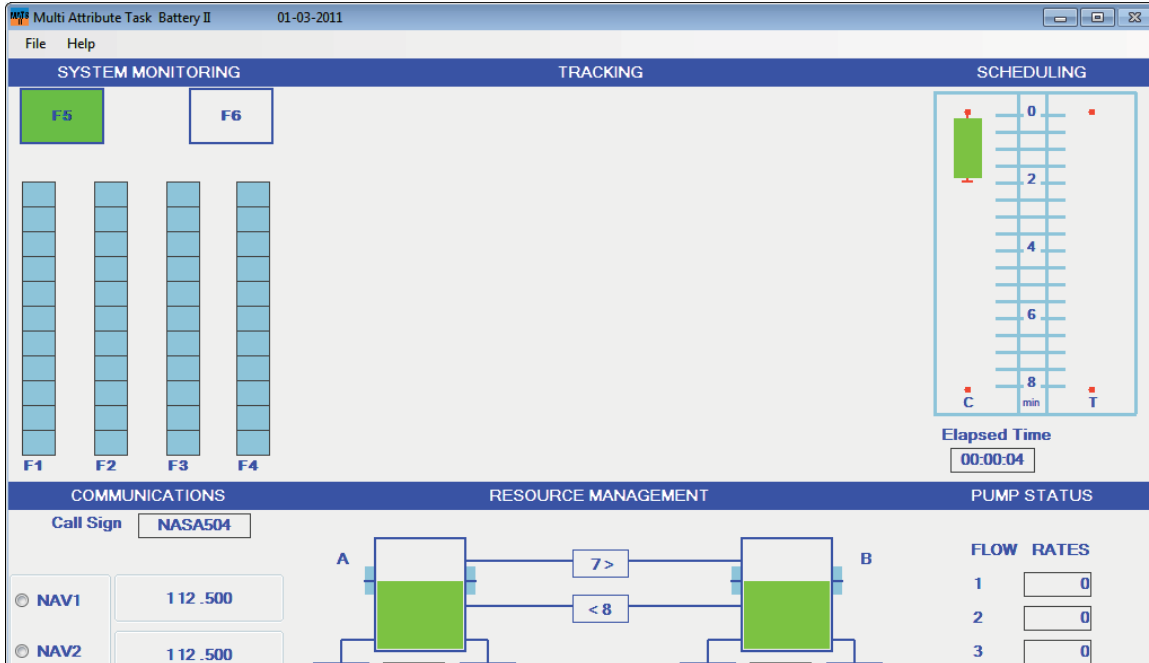 MATB II Multi Attribute Task Battery II 01-03-2011
File Help
SYSTEM MONITORING TRACKING SCHEDULING
F5 F6
0
2
4
6
8
C min T
F1 F2 F3 F4
Elapsed Time
00:00:04
COMMUNICATIONS RESOURCE MANAGEMENT PUMP STATUS
Call Sign NASA504
A 7 > B
< 8
FLOW RATES
NAV1 112 .500
NAV2 112 .500
1 0
2 0
3 0